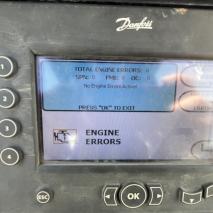 Danfoss
TOTAL ENGINE ERRORS: 0
SPN: 0 FMI: 0 OC: 0
No Engine Errors Active!
PRESS "OK" TO EXIT
ENGINE
ERRORS
1
2
3
4
ESC
OK